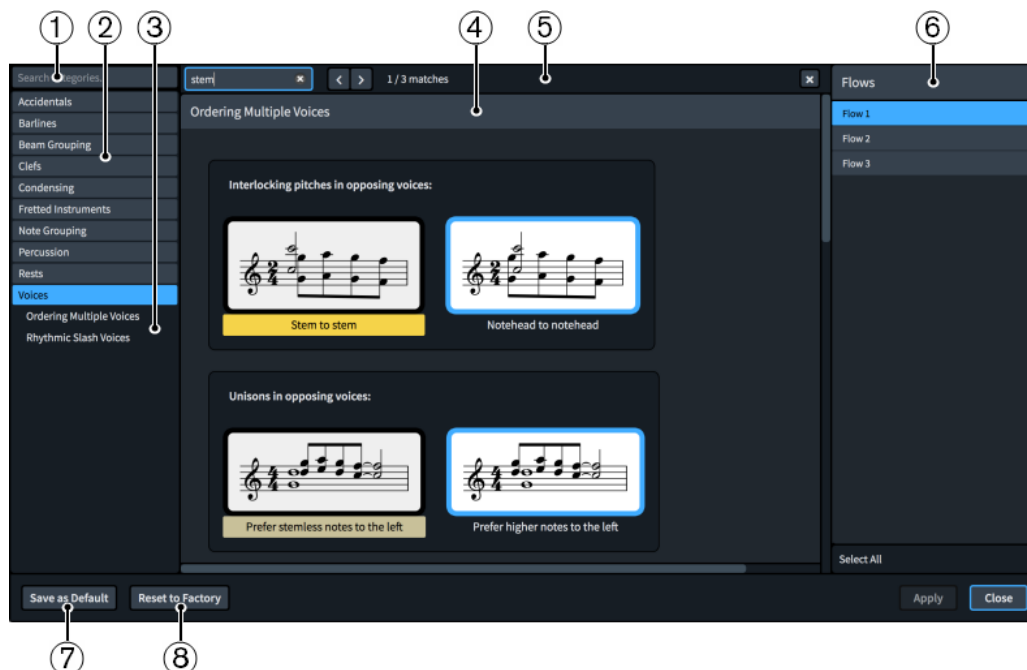 ① ② ③ ④ ⑤ ⑥
Search categories...
stem
1 / 3 matches
Flows
Accidentals
Barlines
Beam Grouping
Clefs
Condensing
Fretted Instruments
Note Grouping
Percussion
Rests
Voices
Ordering Multiple Voices
Rhythmic Slash Voices
Ordering Multiple Voices
Interlocking pitches in opposing voices:
Stem to stem
Notehead to notehead
Unisons in opposing voices:
Prefer stemless notes to the left
Prefer higher notes to the left
Flow 1
Flow 2
Flow 3
Select All
Save as Default
Reset to Factory
Apply
Close
⑦ ⑧